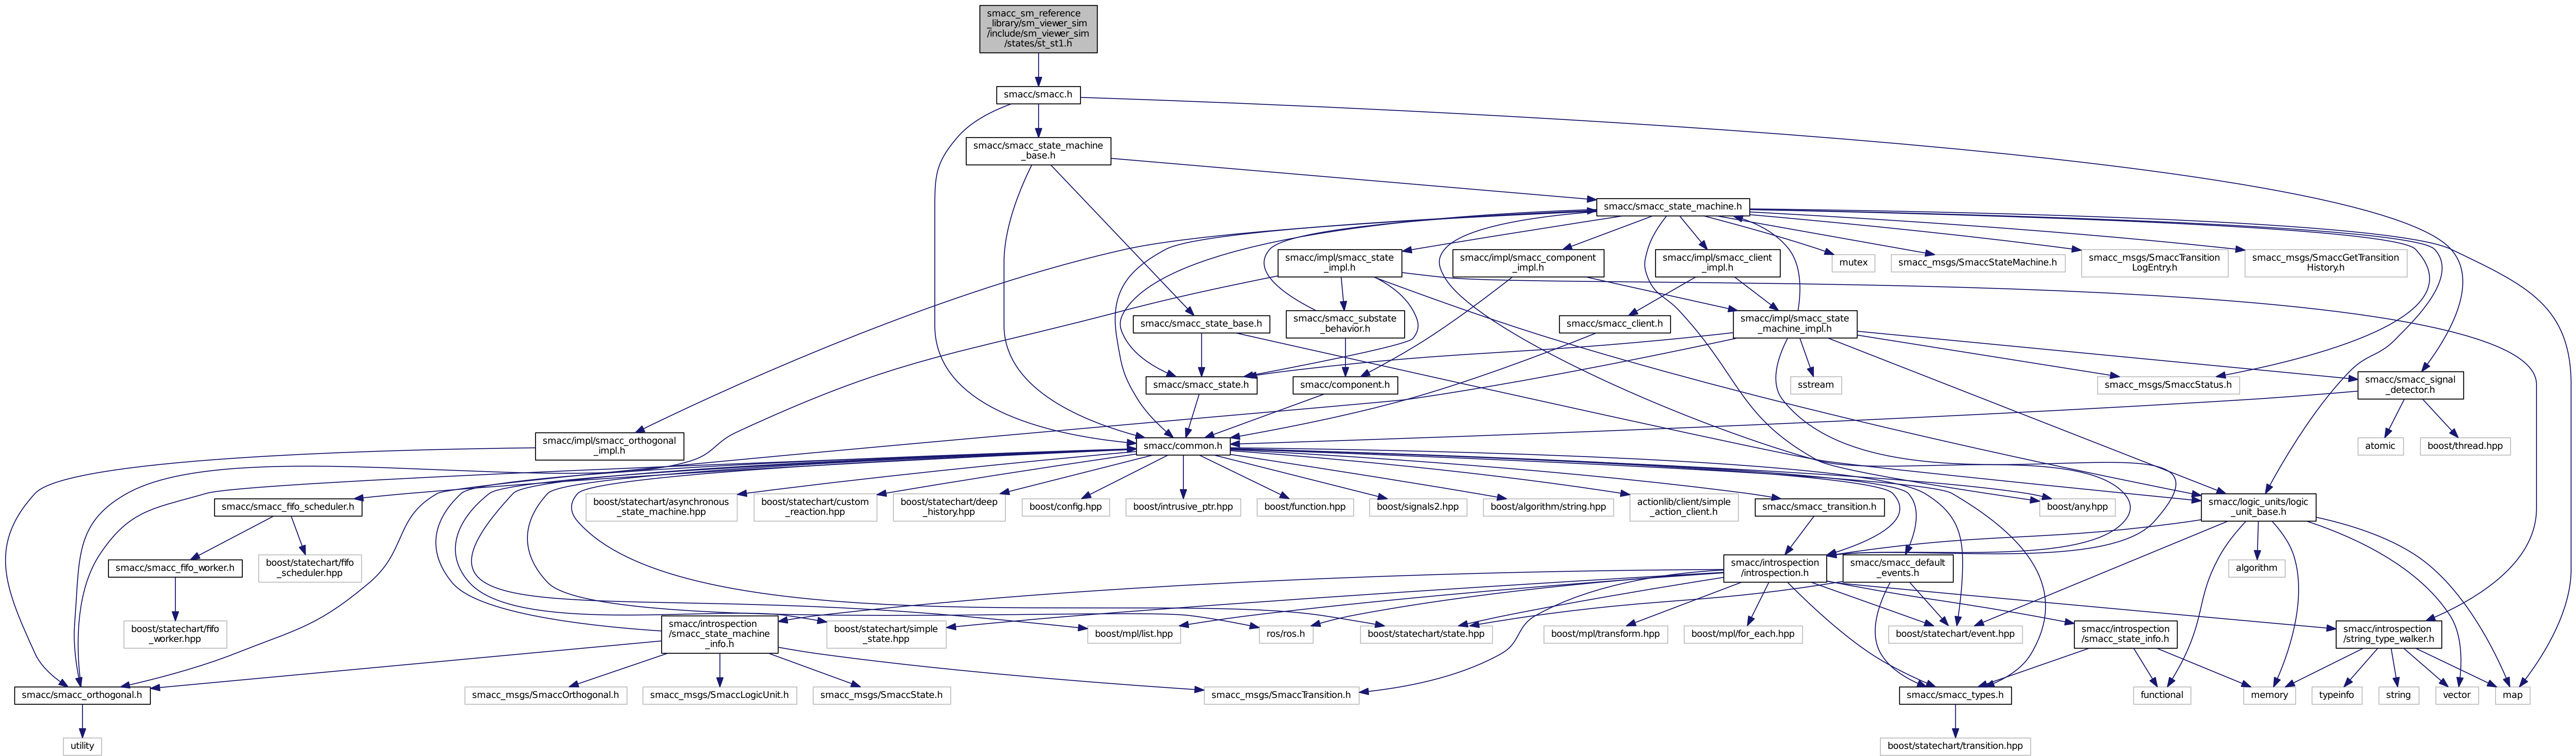 smacc_sm_reference
_library/sm_viewer_sim
/include/sm_viewer_sim
/states/st_st1.h
smacc/smacc.h
smacc/smacc_state_machine
_base.h
smacc/smacc_state_machine.h
smacc/impl/smacc_state
_impl.h
smacc/impl/smacc_component
_impl.h
smacc/impl/smacc_client
_impl.h
mutex
smacc_msgs/SmaccStateMachine.h
smacc_msgs/SmaccTransition
LogEntry.h
smacc_msgs/SmaccGetTransition
History.h
smacc/smacc_state_base.h
smacc/smacc_substate
_behavior.h
smacc/smacc_client.h
smacc/impl/smacc_state
_machine_impl.h
smacc/smacc_state.h
smacc/component.h
sstream
smacc_msgs/SmaccStatus.h
smacc/smacc_signal
_detector.h
smacc/impl/smacc_orthogonal
_impl.h
smacc/common.h
atomic
boost/thread.hpp
smacc/smacc_fifo_scheduler.h
boost/statechart/asynchronous
_state_machine.hpp
boost/statechart/custom
_reaction.hpp
boost/statechart/deep
_history.hpp
boost/config.hpp
boost/intrusive_ptr.hpp
boost/function.hpp
boost/signals2.hpp
boost/algorithm/string.hpp
actionlib/client/simple
_action_client.h
smacc/smacc_transition.h
boost/any.hpp
smacc/logic_units/logic
_unit_base.h
smacc/smacc_fifo_worker.h
boost/statechart/fifo
_scheduler.hpp
smacc/introspection
/introspection.h
smacc/smacc_default
_events.h
algorithm
boost/statechart/fifo
_worker.hpp
smacc/introspection
/smacc_state_machine
_info.h
boost/statechart/simple
_state.hpp
boost/mpl/list.hpp
ros/ros.h
boost/statechart/state.hpp
boost/mpl/transform.hpp
boost/mpl/for_each.hpp
boost/statechart/event.hpp
smacc/introspection
/smacc_state_info.h
smacc/introspection
/string_type_walker.h
smacc/smacc_orthogonal.h
smacc_msgs/SmaccOrthogonal.h
smacc_msgs/SmaccLogicUnit.h
smacc_msgs/SmaccState.h
smacc_msgs/SmaccTransition.h
smacc/smacc_types.h
functional
memory
typeinfo
string
vector
map
utility
boost/statechart/transition.hpp